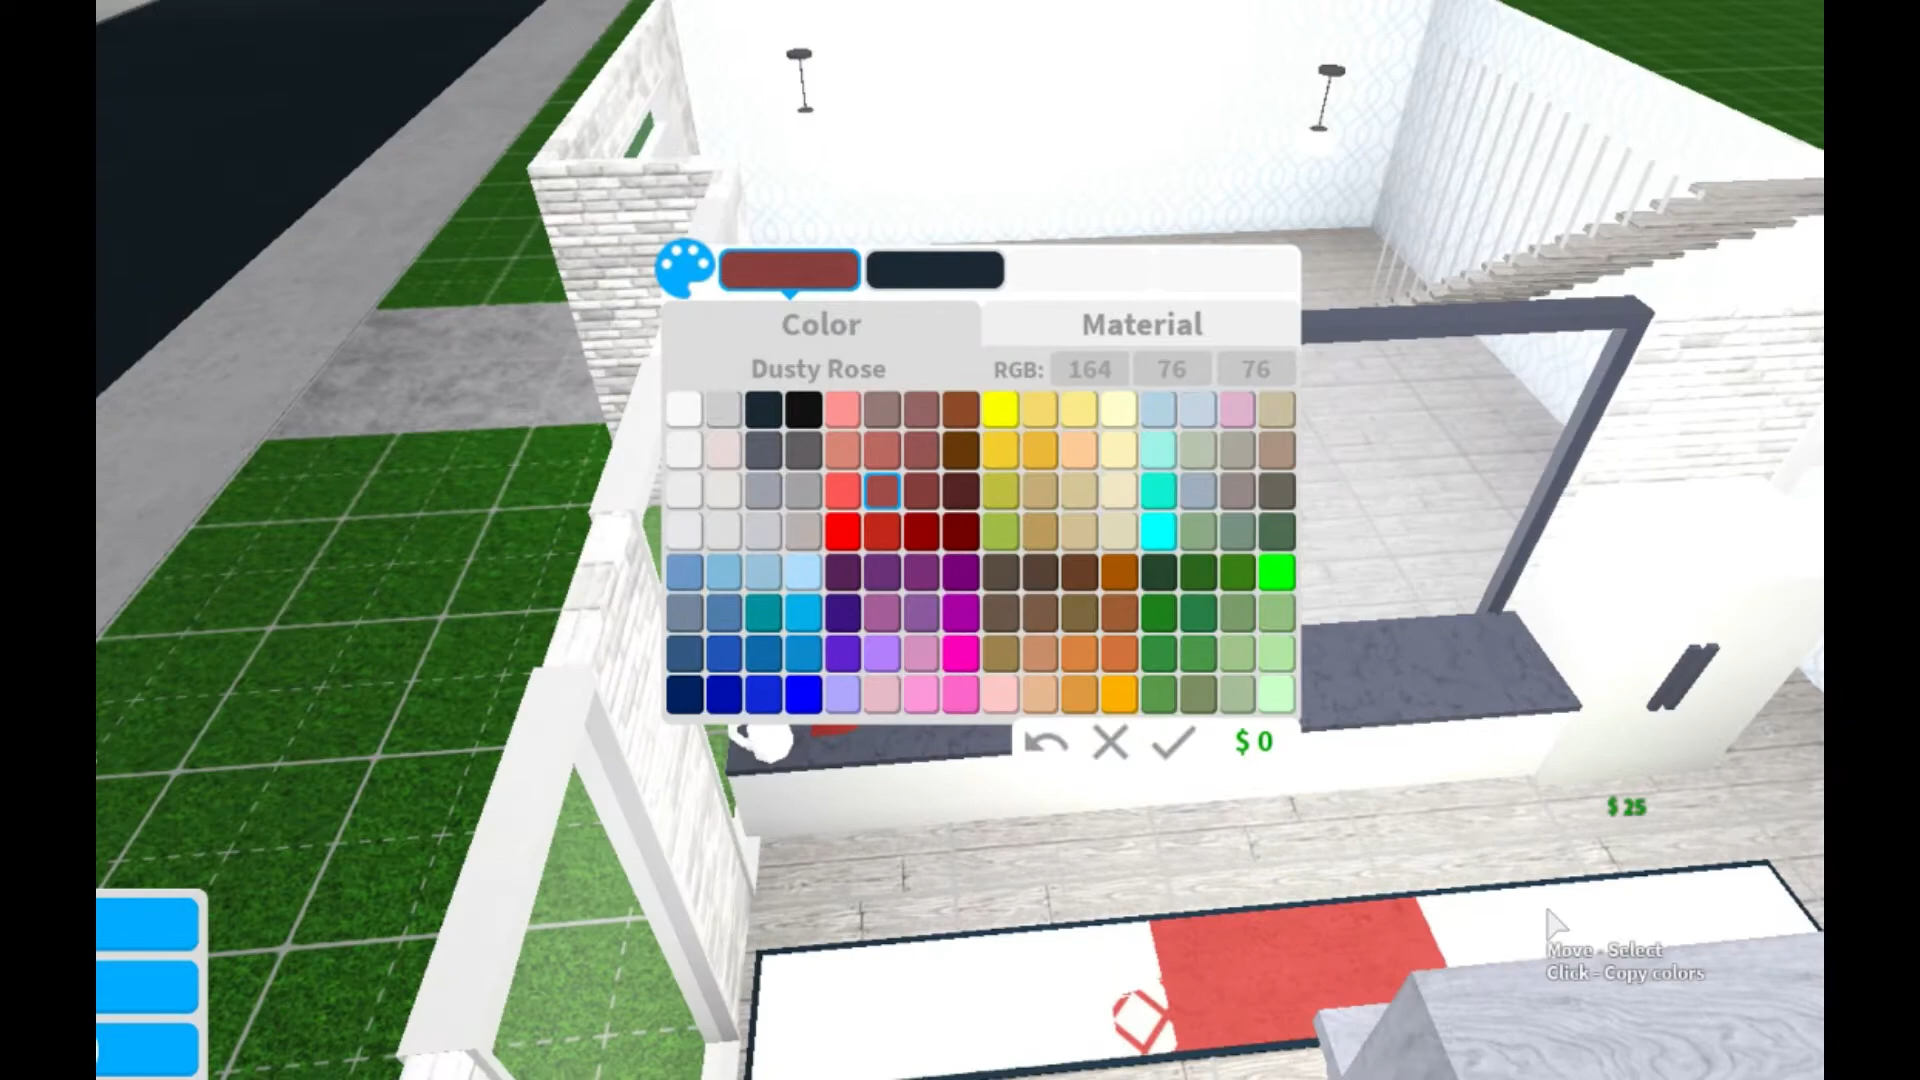 Color
Material
Dusty Rose
RGB: 164 76 76
$ 0
$ 25
Move - Select
Click - Copy colors